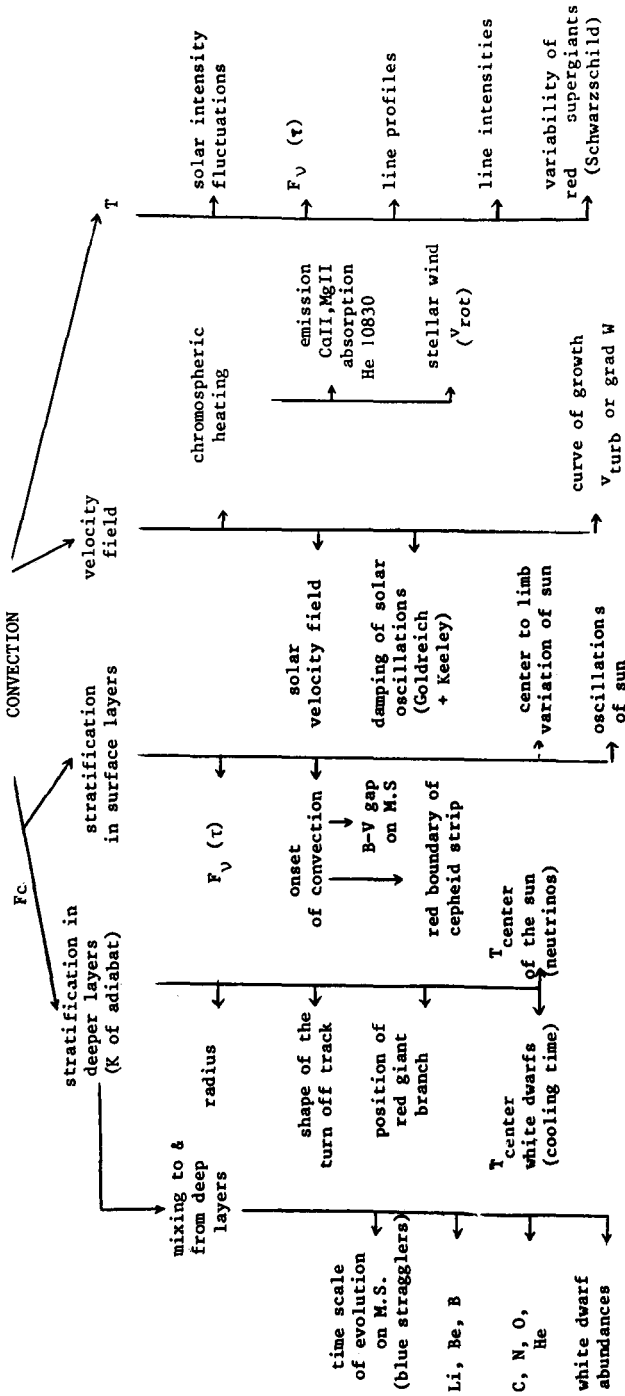 CONVECTION
Fc.
stratification in
deeper layers
(K of adiabat)
mixing to &
from deep
layers
time scale
of evolution
on M.S.
(blue stragglers)
Li, Be, B
C, N, O,
He
white dwarf
abundances
radius
shape of the
turn off track
position of
red giant
branch
Tcenter
white dwarfs
(cooling time)
Tcenter
of the sun
(neutrinos)
stratification
in surface layers
Fν (τ)
onset
of convection
B-V gap
on M.S
red boundary of
cepheid strip
center to limb
variation of sun
oscillations
of sun
velocity
field
solar
velocity field
damping of solar
oscillations
(Goldreich
+ Keeley)
chromospheric
heating
emission
CaII,MgII
absorption
He 10830
stellar wind
(vrot)
curve of growth
vturb or grad W
T
solar intensity
fluctuations
Fν (τ)
line profiles
line intensities
variability of
red supergiants
(Schwarzschild)